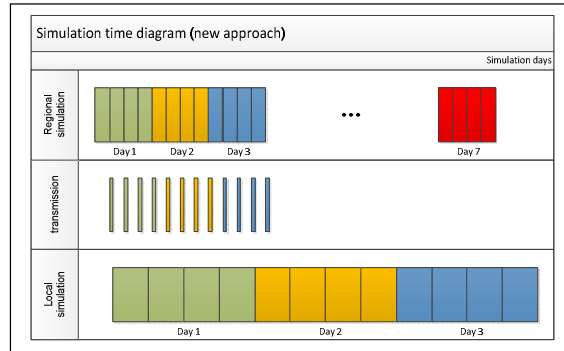 Simulation time diagram (new approach)
Simulation days
Regional
simulation
...
Day 1 Day 2 Day 3 Day 7
transmission
Local
simulation
Day 1 Day 2 Day 3